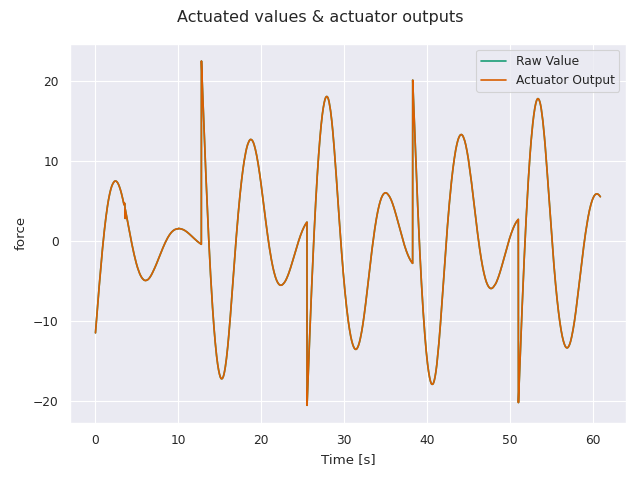 Actuated values & actuator outputs
Raw Value
Actuator Output
force
20
10
0
−10
−20
0 10 20 30 40 50 60
Time [s]